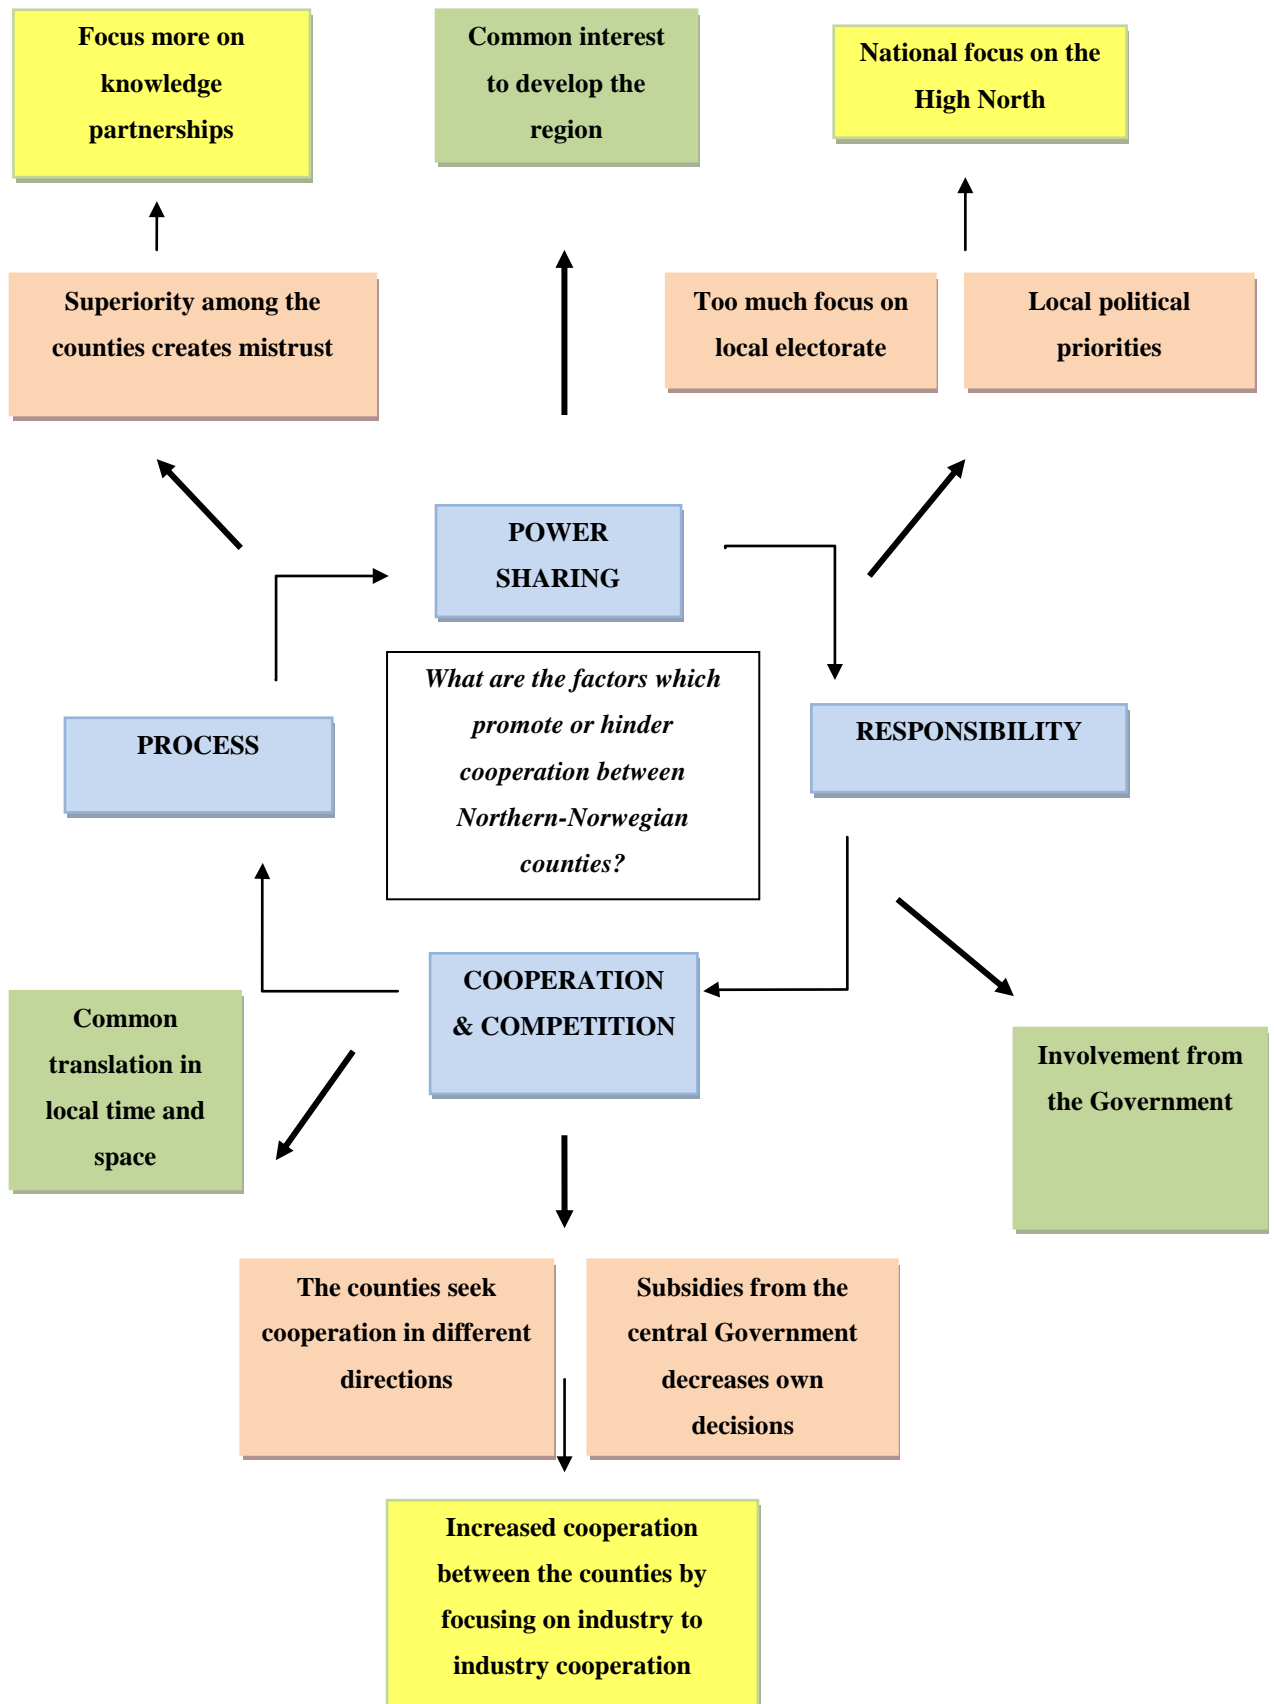 Focus more on
knowledge
partnerships
Common interest
to develop the
region
National focus on the
High North
Superiority among the
counties creates mistrust
Too much focus on
local electorate
Local political
priorities
POWER
SHARING
What are the factors which
promote or hinder
cooperation between
Northern-Norwegian
counties?
PROCESS
RESPONSIBILITY
COOPERATION
& COMPETITION
Common
translation in
local time and
space
Involvement from
the Government
The counties seek
cooperation in different
directions
Subsidies from the
central Government
decreases own
decisions
Increased cooperation
between the counties by
focusing on industry to
industry cooperation